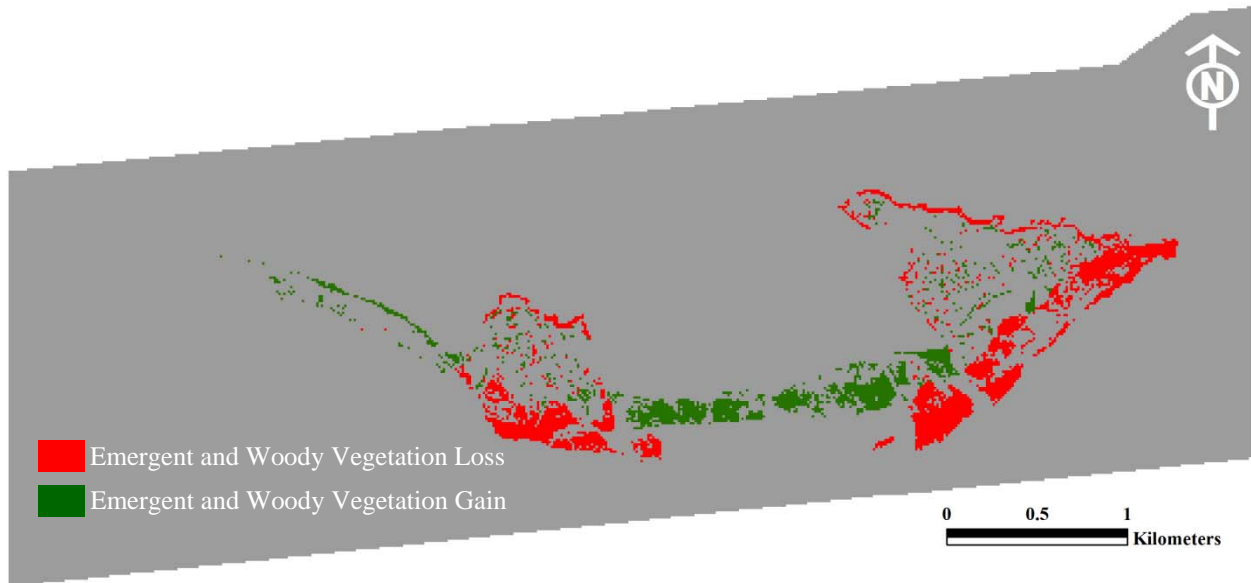 N
Emergent and Woody Vegetation Loss
Emergent and Woody Vegetation Gain
0 0.5 1
Kilometers